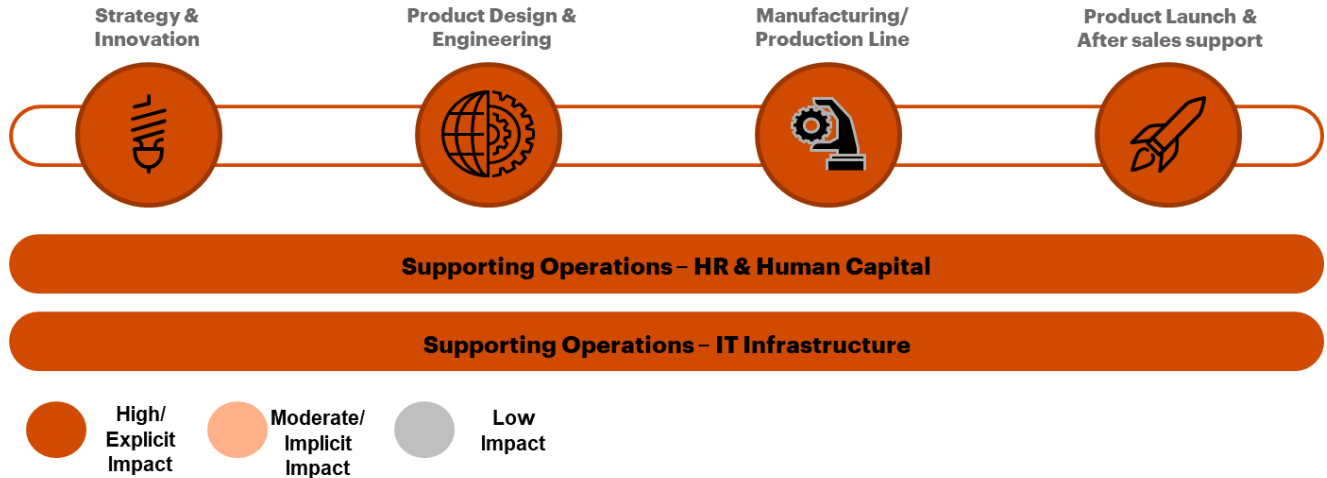 Strategy &
Innovation
Product Design &
Engineering
Manufacturing/
Production Line
Product Launch &
After sales support
Supporting Operations – HR & Human Capital
Supporting Operations – IT Infrastructure
High/
Explicit
Impact
Moderate/
Implicit
Impact
Low
Impact